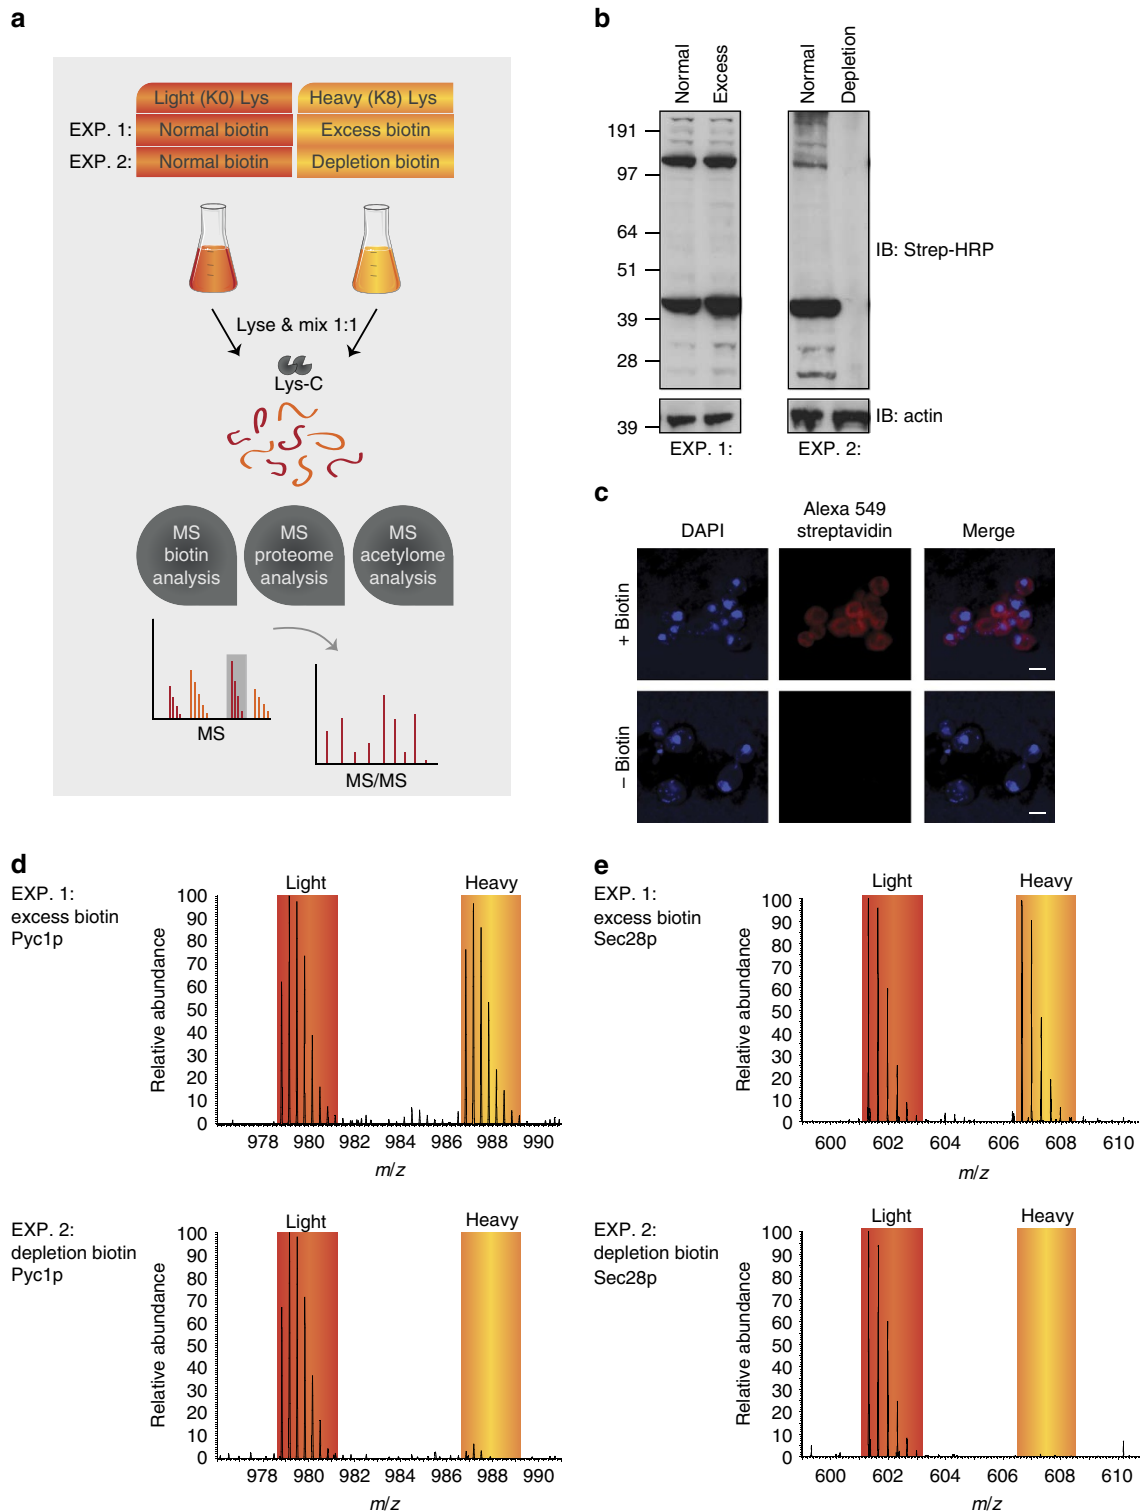 a
Light (K0) Lys
Heavy (K8) Lys
EXP. 1:
Normal biotin
Excess biotin
EXP. 2:
Normal biotin
Depletion biotin
Lyse & mix 1:1
Lys-C
MS
biotin
analysis
MS
proteome
analysis
MS
acetylome
analysis
MS
MS/MS
b
Normal
Excess
Normal
Depletion
191
97
64
51
39
28
IB: Strep-HRP
39
IB: actin
EXP. 1:
EXP. 2:
c
DAPI
Alexa 549
streptavidin
Merge
+ Biotin
– Biotin
d
EXP. 1:
excess biotin
Pyc1p
Light
Heavy
Relative abundance
100
90
80
70
60
50
40
30
20
10
0
978 980 982 984 986 988 990
m/z
EXP. 2:
depletion biotin
Pyc1p
Light
Heavy
Relative abundance
100
90
80
70
60
50
40
30
20
10
0
978 980 982 984 986 988 990
m/z
e
EXP. 1:
excess biotin
Sec28p
Light
Heavy
Relative abundance
100
90
80
70
60
50
40
30
20
10
0
600 602 604 606 608 610
m/z
EXP. 2:
depletion biotin
Sec28p
Light
Heavy
Relative abundance
100
90
80
70
60
50
40
30
20
10
0
600 602 604 606 608 610
m/z